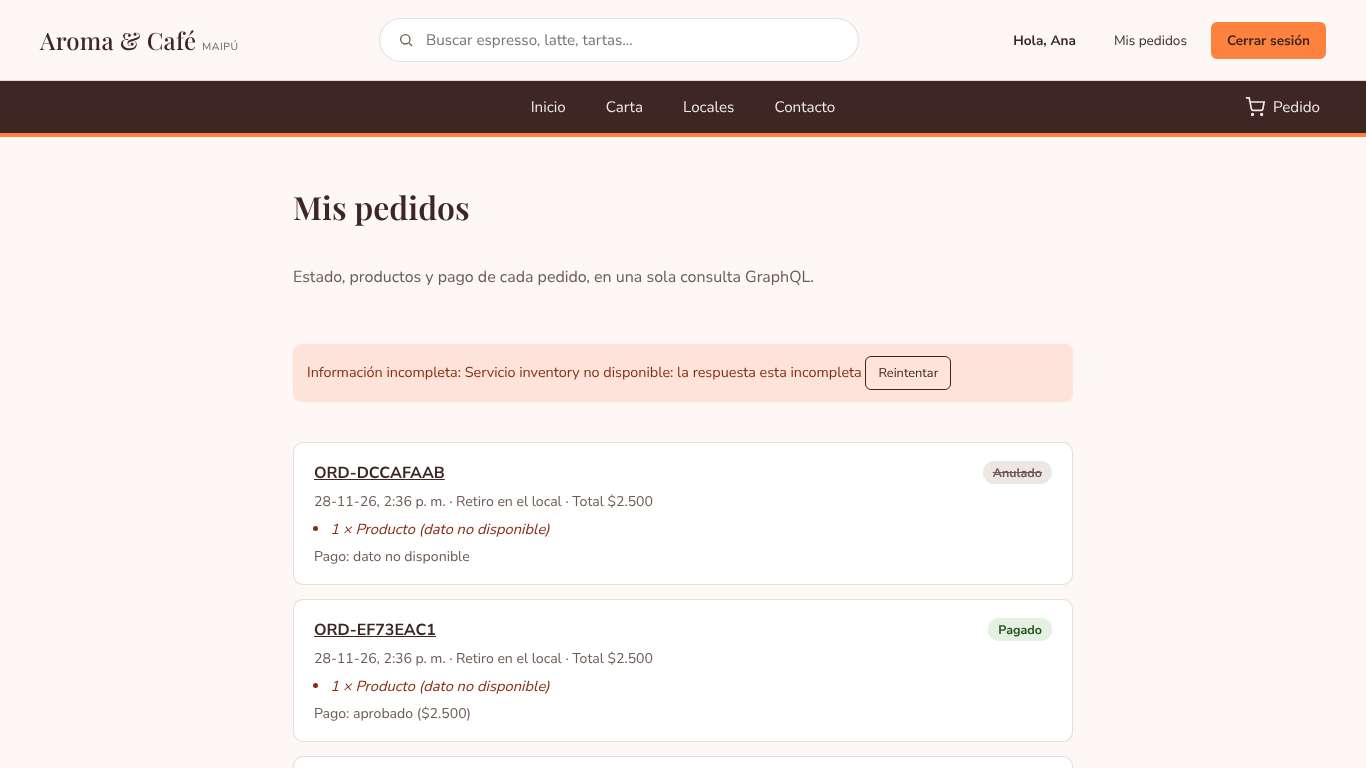 Aroma & Café MAIPÚ
Buscar espresso, latte, tartas...
Hola, Ana
Mis pedidos
Cerrar sesión
Inicio
Carta
Locales
Contacto
Pedido
Mis pedidos
Estado, productos y pago de cada pedido, en una sola consulta GraphQL.
Información incompleta: Servicio inventory no disponible: la respuesta esta incompleta
Reintentar
ORD-DCCAFAAB
Anulado
28-11-26, 2:36 p. m. · Retiro en el local · Total $2.500
• 1 × Producto (dato no disponible)
Pago: dato no disponible
ORD-EF73EAC1
Pagado
28-11-26, 2:36 p. m. · Retiro en el local · Total $2.500
• 1 × Producto (dato no disponible)
Pago: aprobado ($2.500)